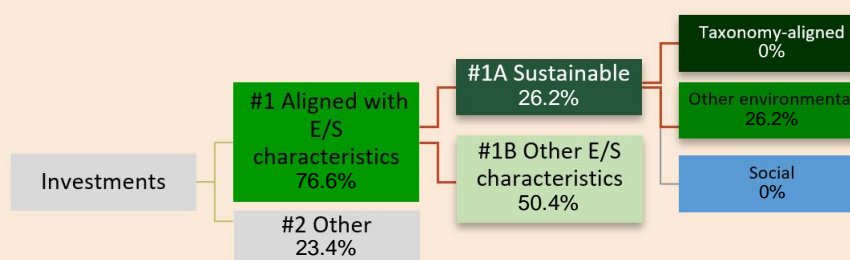 Investments
#1 Aligned with
E/S
characteristics
76.6%
#2 Other
23.4%
#1A Sustainable
26.2%
#1B Other E/S
characteristics
50.4%
Taxonomy-aligned
0%
Other environmenta
26.2%
Social
0%